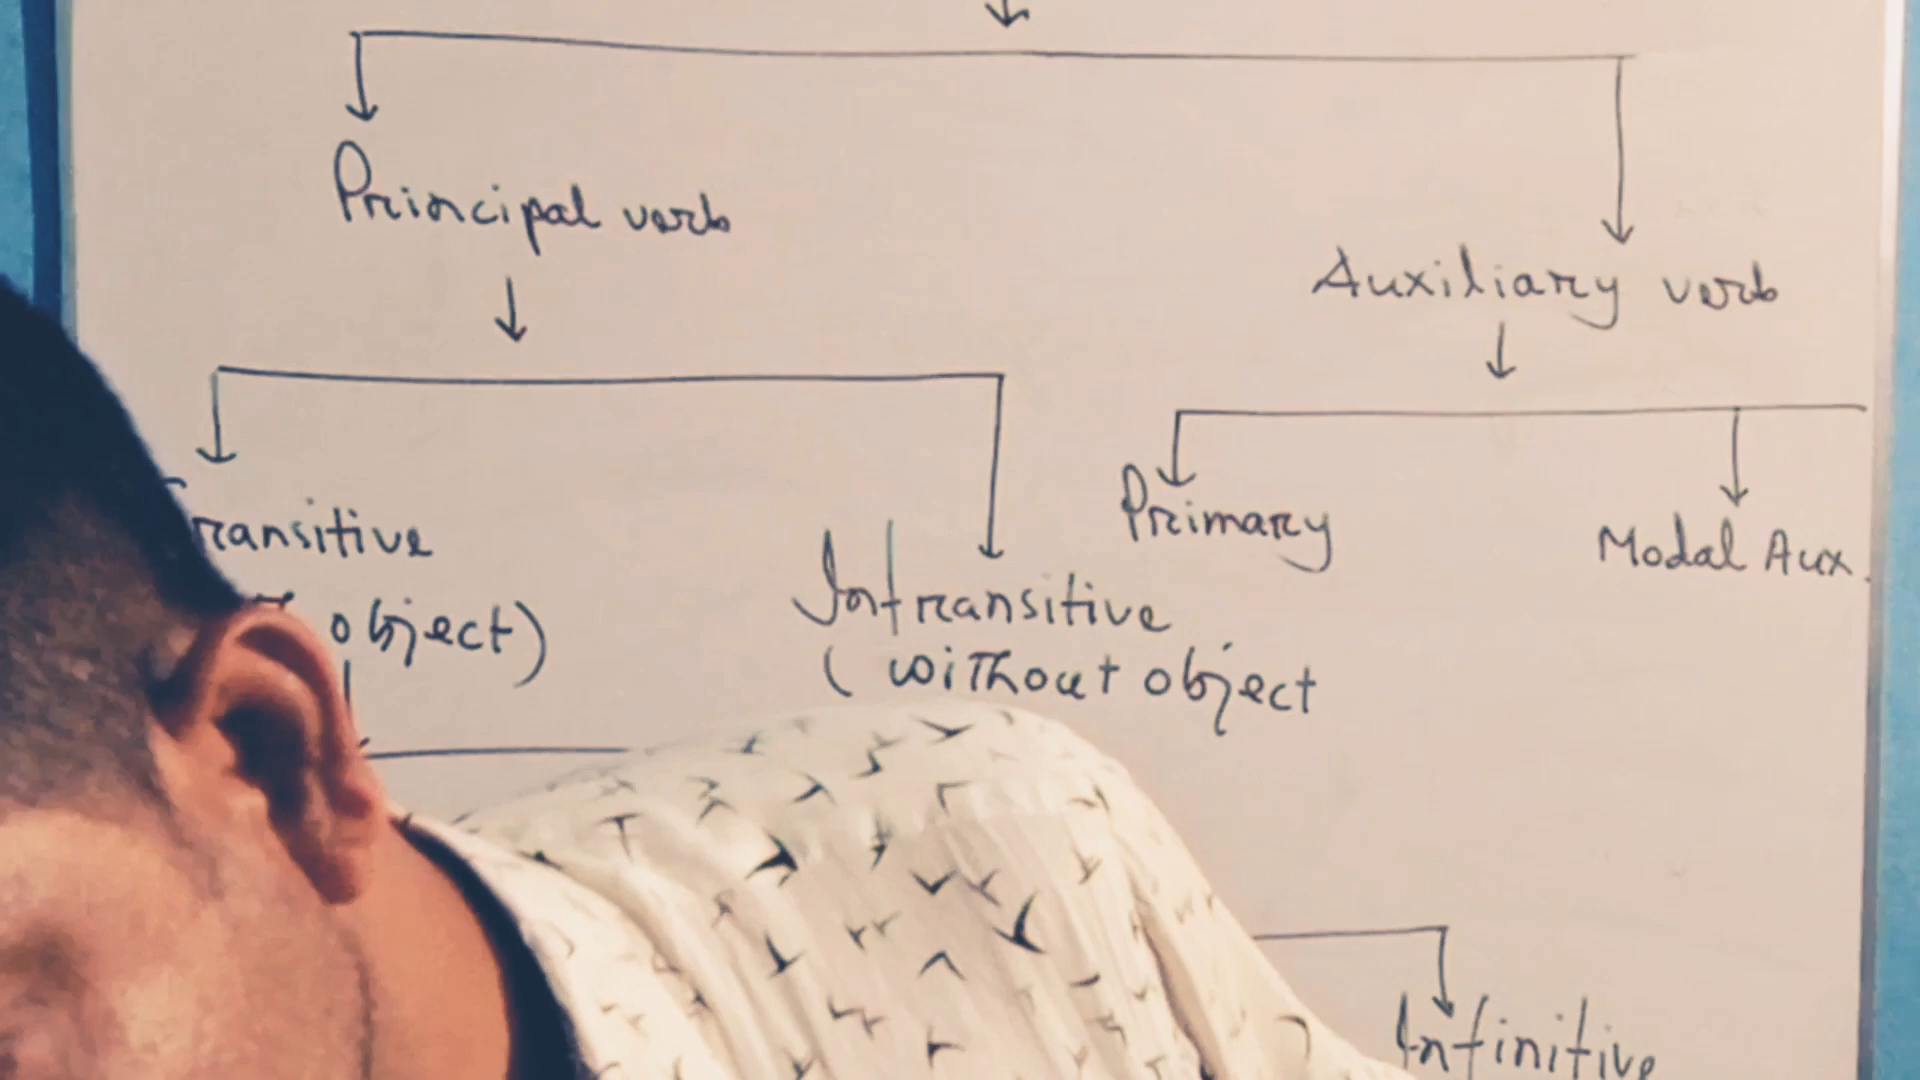 Principal verb
Auxiliary verb
Primary
Modal Aux.
ransitive
object)
Intransitive
( without object
Infinitive